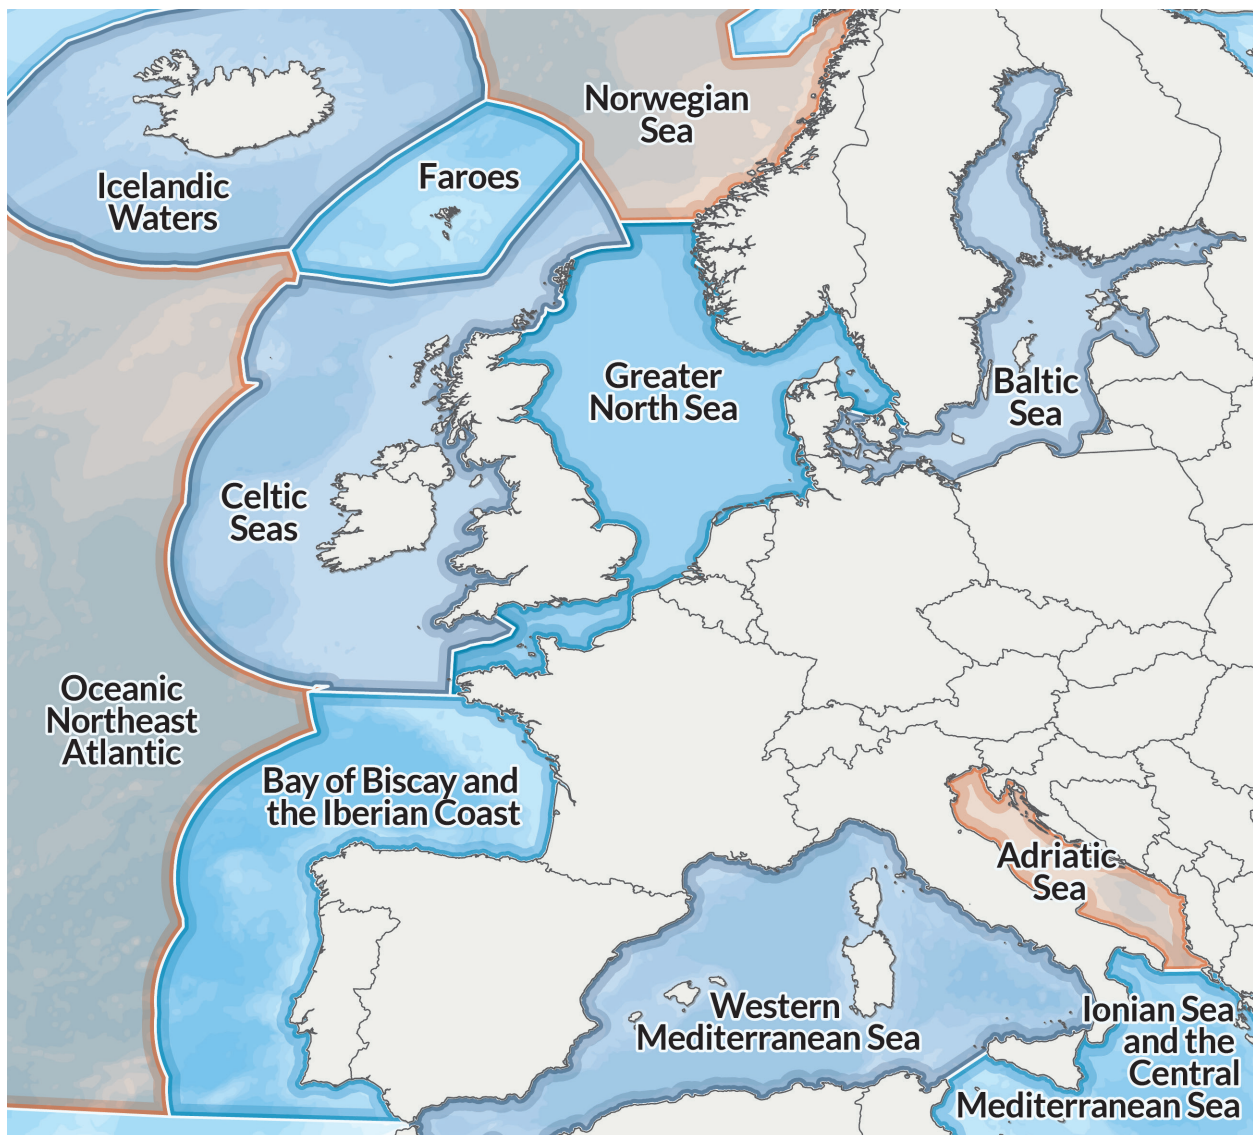 Norwegian
Sea
Faroes
Icelandic
Waters
Greater
North Sea
Baltic
Sea
Celtic
Seas
Oceanic
Northeast
Atlantic
Bay of Biscay and
the Iberian Coast
Adriatic
Sea
Western
Mediterranean Sea
Ionian Sea
and the
Central
Mediterranean Sea